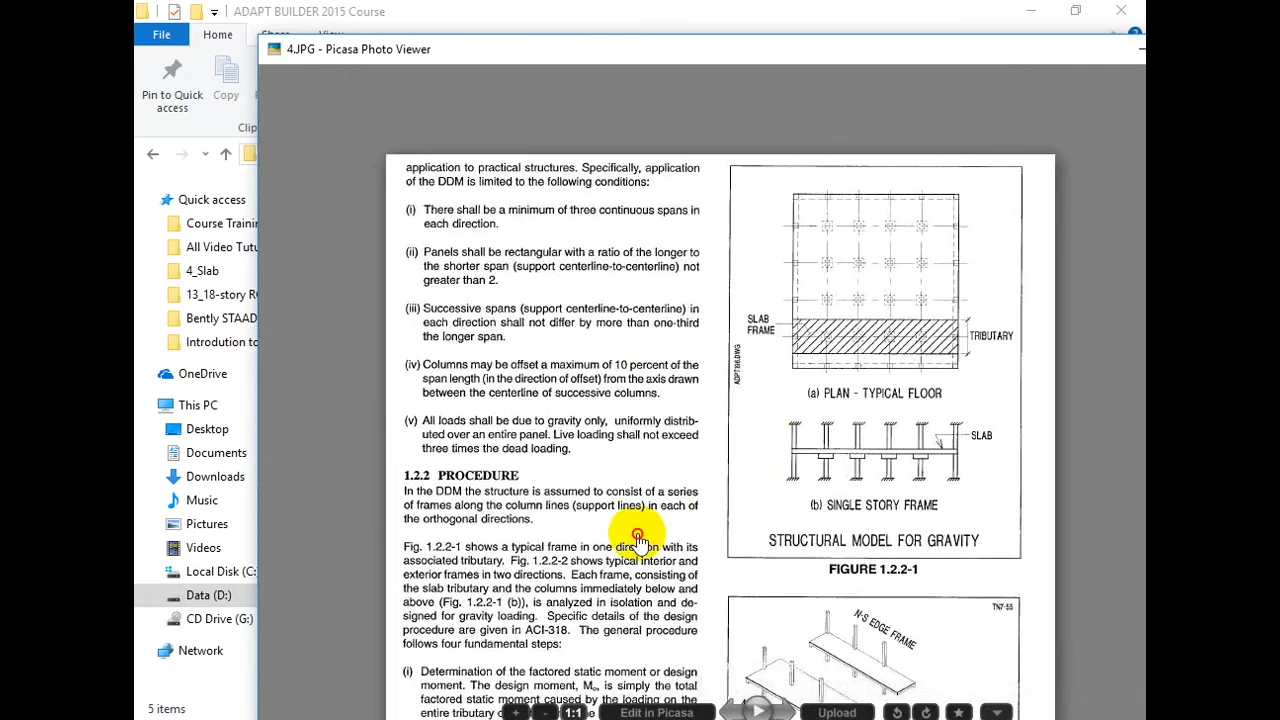 ADAPT BUILDER 2015 Course
File
Home
Share
View
4.JPG - Picasa Photo Viewer
Pin to Quick
access
Copy
Clip
Quick access
Course Trainin
All Video Tutu
4_Slab
13_18-story R
Bently STAAD
Introdution to
OneDrive
This PC
Desktop
Documents
Downloads
Music
Pictures
Videos
Local Disk (C:
Data (D:)
CD Drive (G:)
Network
5 items
application to practical structures. Specifically, application
of the DDM is limited to the following conditions:
(i) There shall be a minimum of three continuous spans in
each direction.
(ii) Panels shall be rectangular with a ratio of the longer to
the shorter span (support centerline-to-centerline) not
greater than 2.
(iii) Successive spans (support centerline-to-centerline) in
each direction shall not differ by more than one-third
the longer span.
(iv) Columns may be offset a maximum of 10 percent of the
span length (in the direction of offset) from the axis drawn
between the centerline of successive columns.
(v) All loads shall be due to gravity only, uniformly distrib-
uted over an entire panel. Live loading shall not exceed
three times the dead loading.
1.2.2 PROCEDURE
In the DDM the structure is assumed to consist of a series
of frames along the column lines (support lines) in each of
the orthogonal directions.
Fig. 1.2.2-1 shows a typical frame in one direction with its
associated tributary. Fig. 1.2.2-2 shows typical interior and
exterior frames in two directions. Each frame, consisting of
the slab tributary and the columns immediately below and
above (Fig. 1.2.2-1 (b)), is analyzed in isolation and de-
signed for gravity loading. Specific details of the design
procedure are given in ACI-318. The general procedure
follows four fundamental steps:
(i) Determination of the factored static moment or design
moment. The design moment, Mo, is simply the total
factored static moment caused by the loading on the
entire tributary
SLAB
FRAME
TRIBUTARY
ADPT196.DWG
(a) PLAN - TYPICAL FLOOR
SLAB
(b) SINGLE STORY FRAME
STRUCTURAL MODEL FOR GRAVITY
FIGURE 1.2.2-1
TN7-55
N-S EDGE FRAME
1:1
Edit in Picasa
Upload